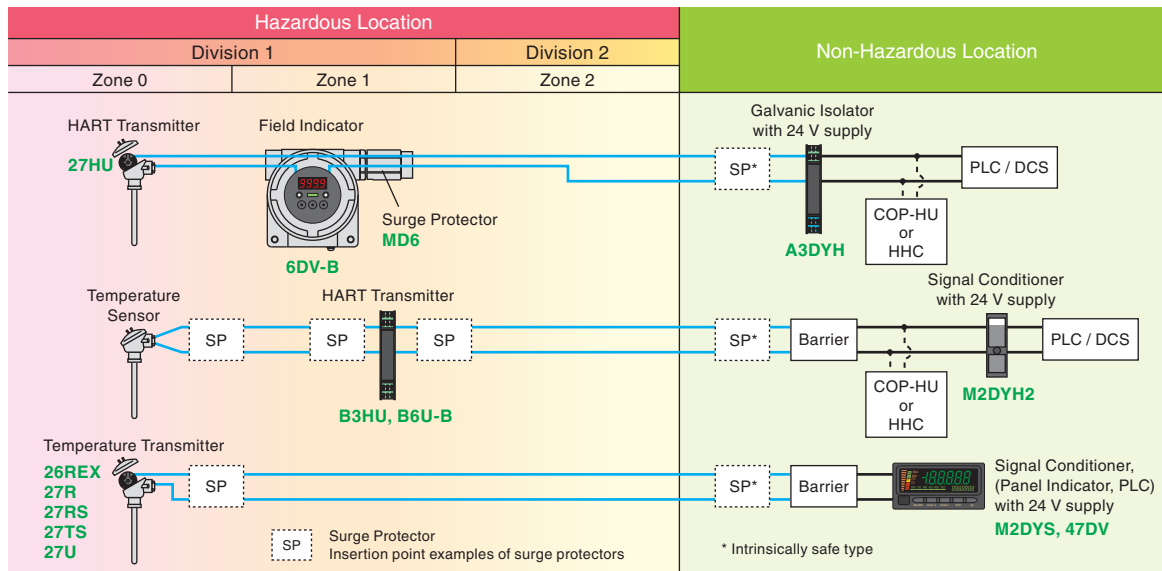 Hazardous Location
Non-Hazardous Location
Division 1
Division 2
Zone 0
Zone 1
Zone 2
HART Transmitter
27HU
Field Indicator
999.9
Surge Protector
MD6
6DV-B
SP*
Galvanic Isolator
with 24 V supply
A3DYH
PLC / DCS
COP-HU
or
HHC
Temperature
Sensor
SP
HART Transmitter
SP
SP
B3HU, B6U-B
SP*
Barrier
COP-HU
or
HHC
Signal Conditioner
with 24 V supply
M2DYH2
PLC / DCS
Temperature Transmitter
26REX
27R
27RS
27TS
27U
SP
SP*
Barrier
Signal Conditioner,
(Panel Indicator, PLC)
with 24 V supply
M2DYS, 47DV
SP
Surge Protector
Insertion point examples of surge protectors
* Intrinsically safe type